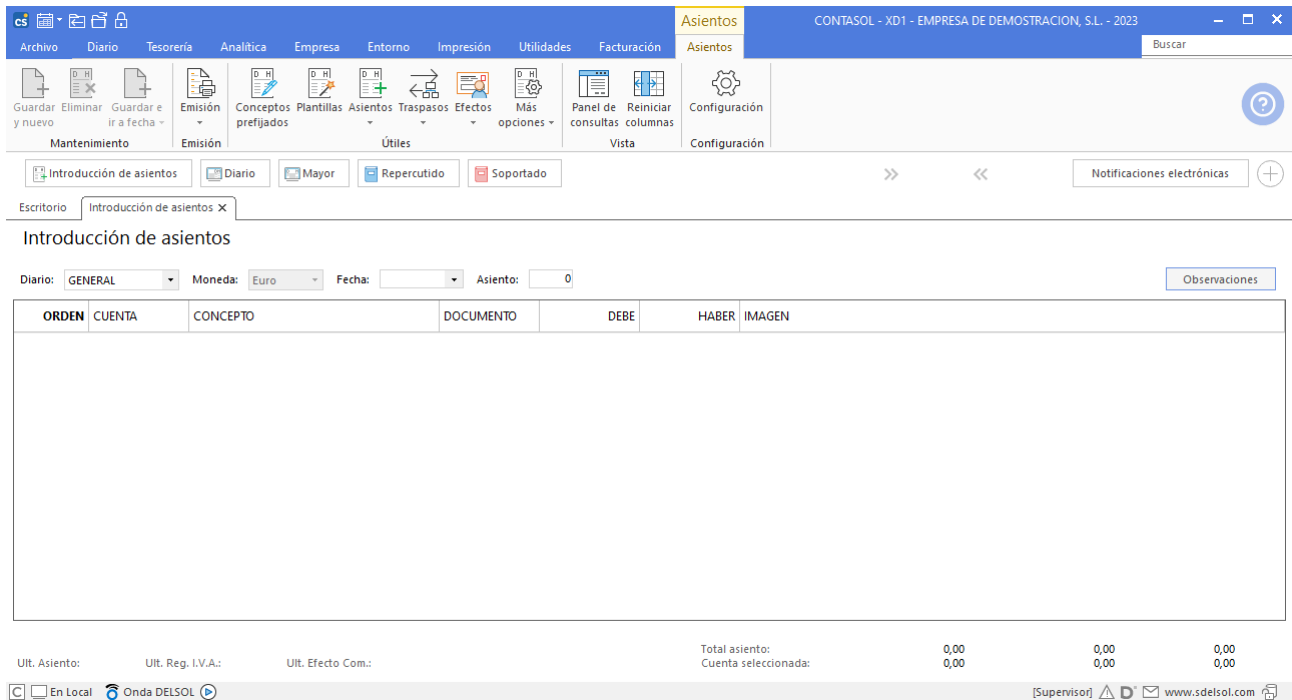 cs
Asientos
CONTASOL - XD1 - EMPRESA DE DEMOSTRACION, S.L. - 2023
Archivo Diario Tesorería Analítica Empresa Entorno Impresión Utilidades Facturación Asientos Buscar
D H D H D H D H D H
Guardar Eliminar Guardar e Emisión Conceptos Plantillas Asientos Traspasos Efectos Más Panel de Reiniciar Configuración
y nuevo ir a fecha prefijados opciones consultas columnas
Mantenimiento Emisión Útiles Vista Configuración
Introducción de asientos Diario Mayor Repercutido Soportado Notificaciones electrónicas
Escritorio Introducción de asientos
Introducción de asientos
Diario: GENERAL Moneda: Euro Fecha: Asiento: 0 Observaciones
ORDEN CUENTA CONCEPTO DOCUMENTO DEBE HABER IMAGEN
Total asiento: 0,00 0,00 0,00
Ult. Asiento: Ult. Reg. I.V.A.: Ult. Efecto Com.: Cuenta seleccionada: 0,00 0,00 0,00
C En Local Onda DELSOL [Supervisor] D www.sdelsol.com